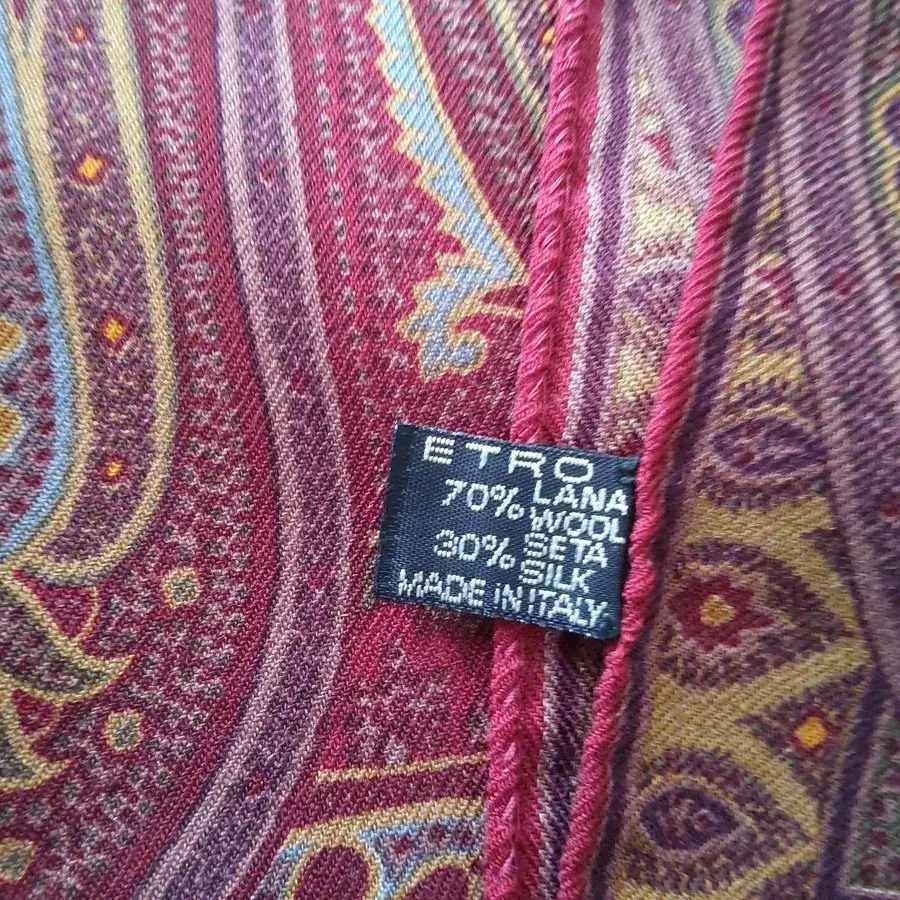 ETRO
70% LANA
WOOL
30% SETA
SILK
MADE IN ITALY